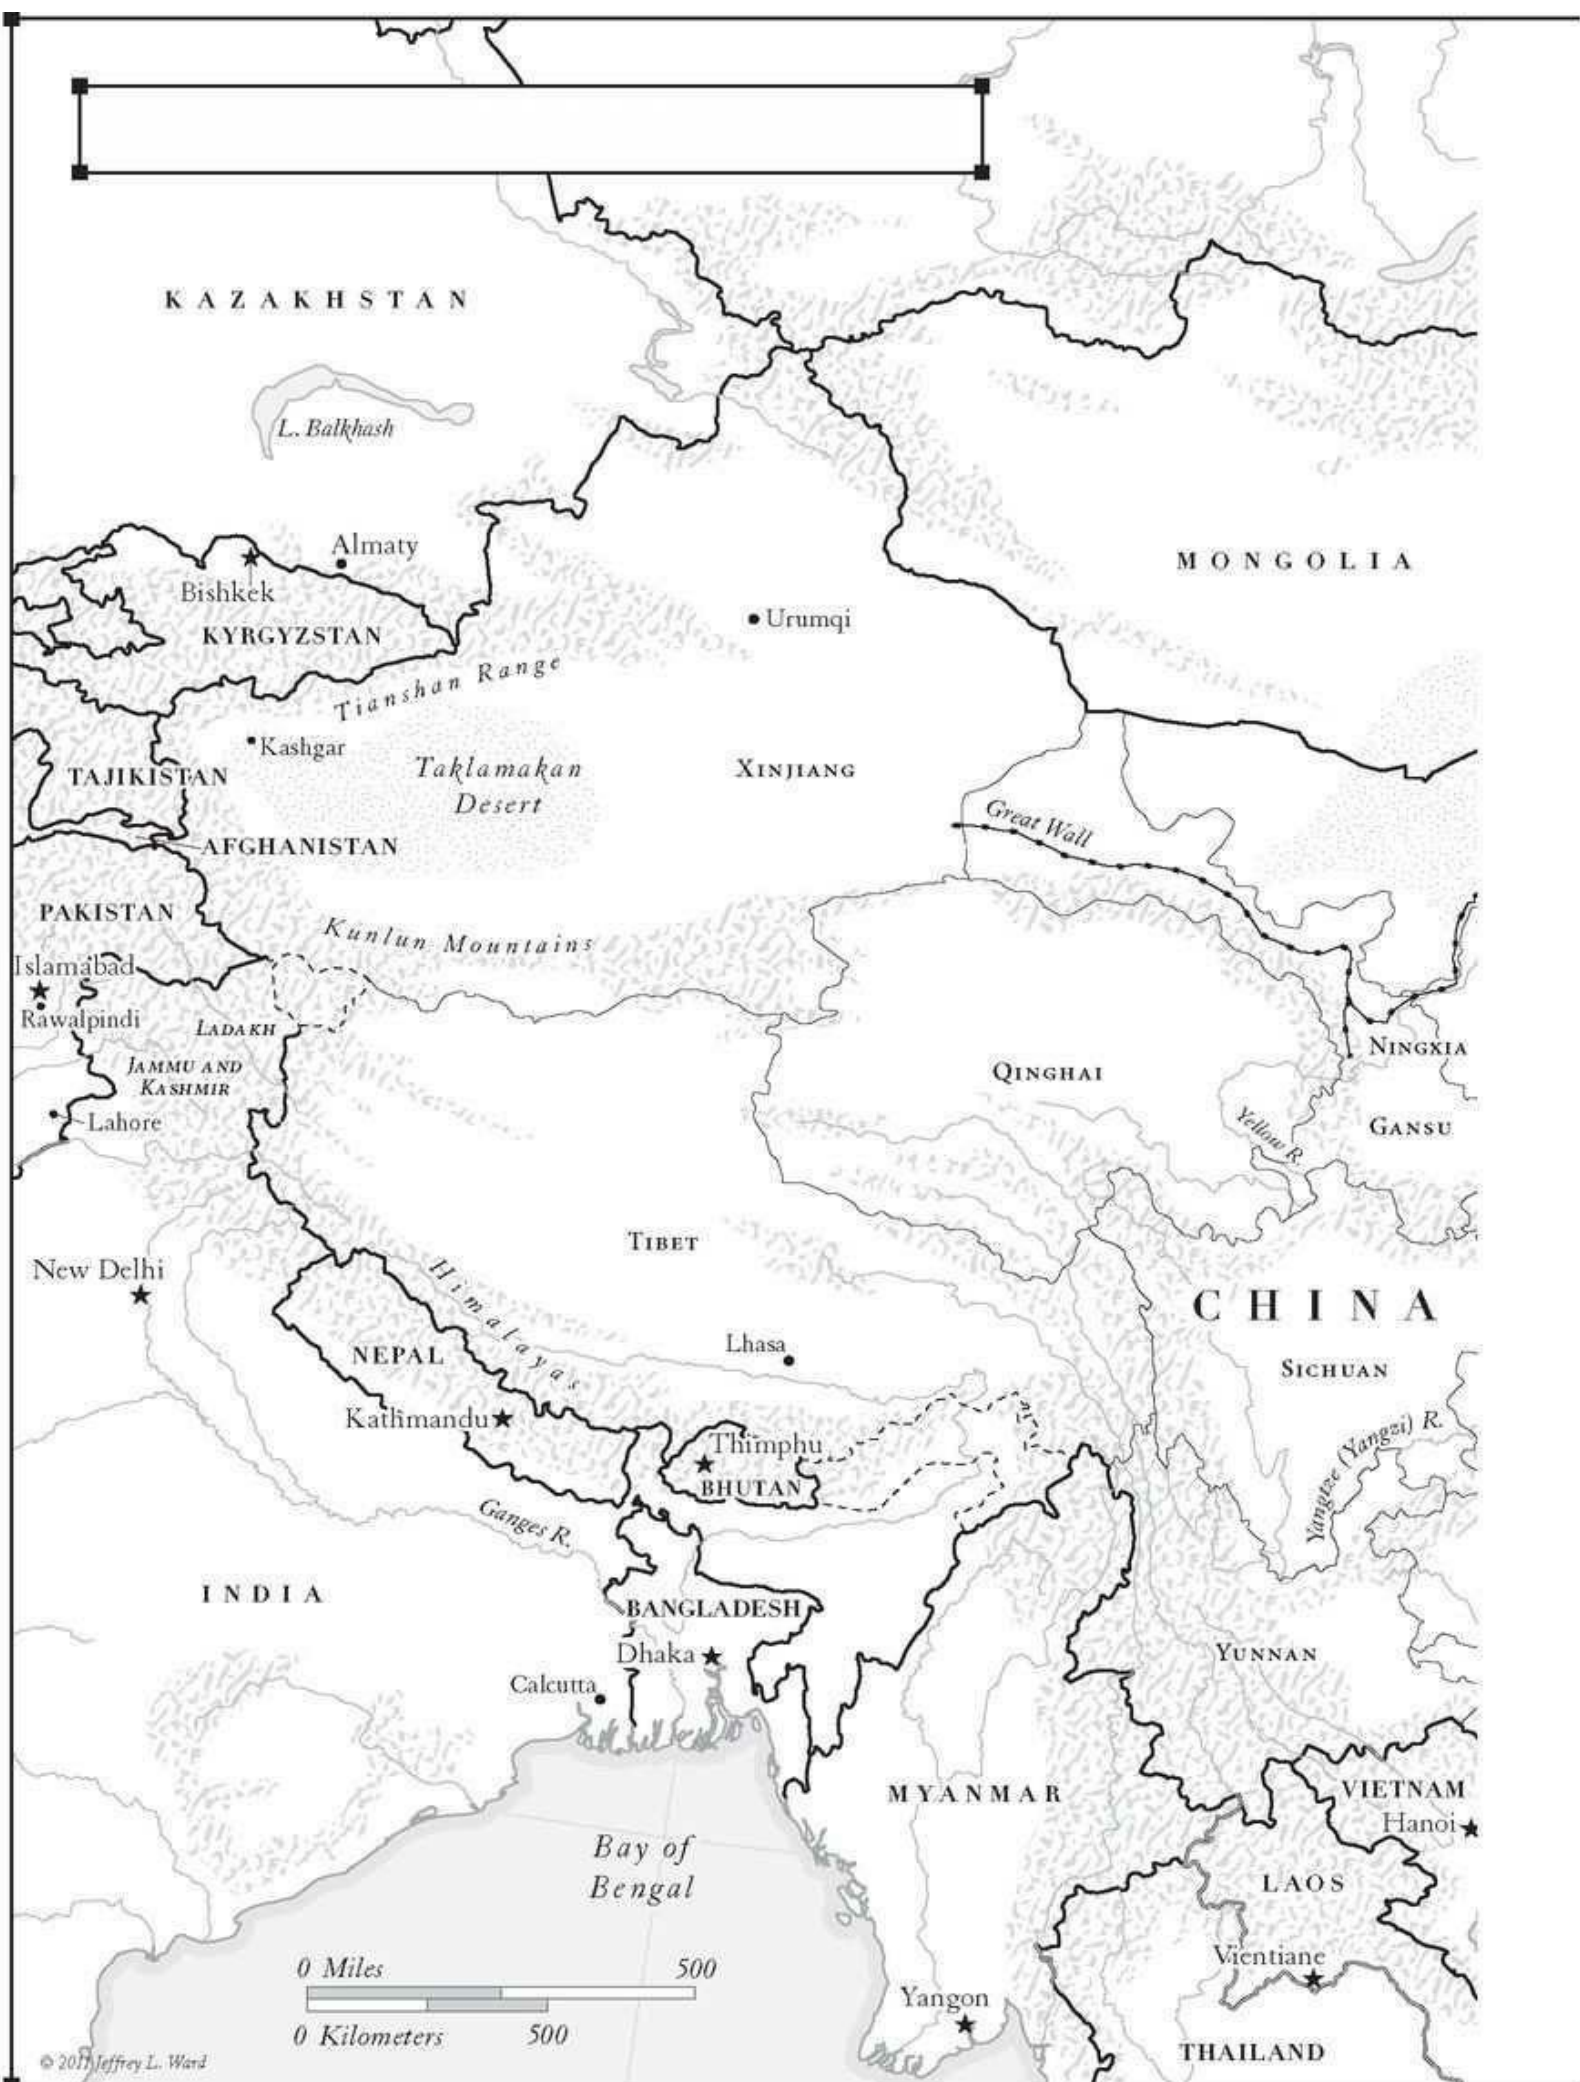 KAZAKHSTAN
L. Balkhash
Almaty
Bishkek
KYRGYZSTAN
MONGOLIA
Urumqi
Tianshan Range
Kashgar
TAJIKISTAN
Taklamakan
Desert
XINJIANG
Great Wall
AFGHANISTAN
PAKISTAN
Kunlun Mountains
Islamabad
Rawalpindi
LADAKH
JAMMU AND
KASHMIR
Lahore
QINGHAI
NINGXIA
GANSU
Yellow R.
TIBET
New Delhi
Himalayas
CHINA
NEPAL
Lhasa
SICHUAN
Kathmandu
Thimphu
BHUTAN
Yangtze (Yangzi) R.
Ganges R.
INDIA
BANGLADESH
Dhaka
Calcutta
YUNNAN
MYANMAR
VIETNAM
Hanoi
Bay of
Bengal
LAOS
Vientiane
0 Miles 500
Yangon
0 Kilometers 500
THAILAND
© 2011 Jeffrey L. Ward